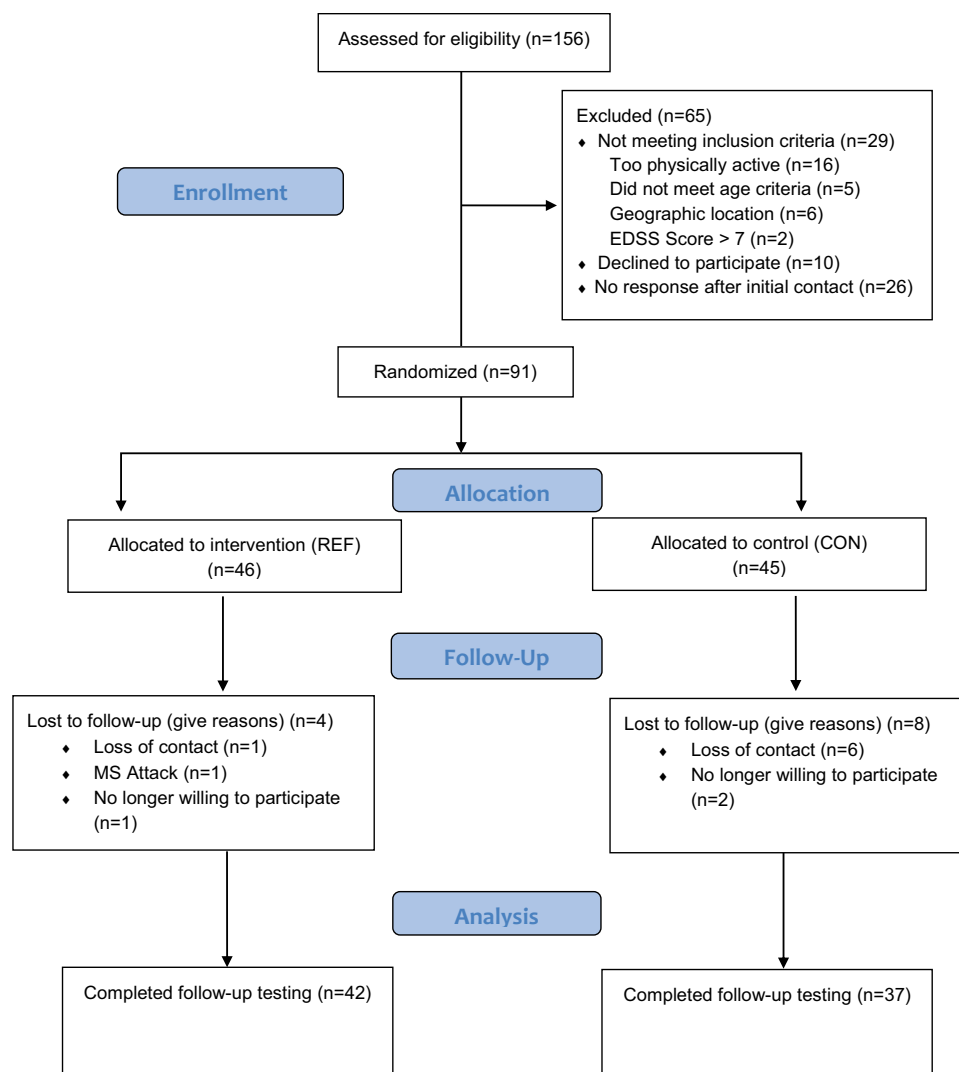 Assessed for eligibility (n=156)
Excluded (n=65)
♦ Not meeting inclusion criteria (n=29)
Too physically active (n=16)
Did not meet age criteria (n=5)
Geographic location (n=6)
EDSS Score > 7 (n=2)
♦ Declined to participate (n=10)
♦ No response after initial contact (n=26)
Enrollment
Randomized (n=91)
Allocation
Allocated to intervention (REF)
(n=46)
Allocated to control (CON)
(n=45)
Follow-Up
Lost to follow-up (give reasons) (n=4)
♦ Loss of contact (n=1)
♦ MS Attack (n=1)
♦ No longer willing to participate
(n=1)
Lost to follow-up (give reasons) (n=8)
♦ Loss of contact (n=6)
♦ No longer willing to participate
(n=2)
Analysis
Completed follow-up testing (n=42)
Completed follow-up testing (n=37)